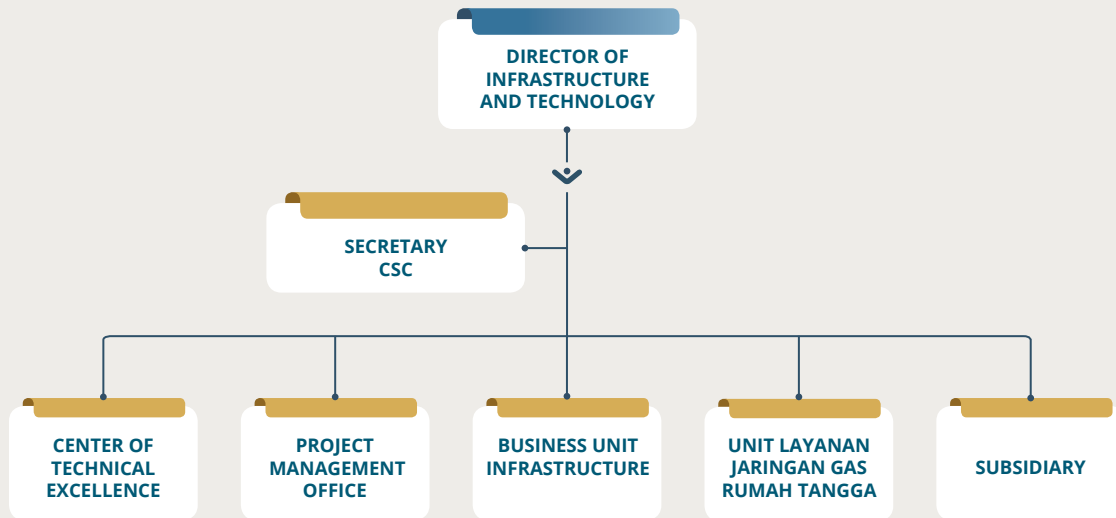 DIRECTOR OF
INFRASTRUCTURE
AND TECHNOLOGY
SECRETARY
CSC
CENTER OF
TECHNICAL
EXCELLENCE
PROJECT
MANAGEMENT
OFFICE
BUSINESS UNIT
INFRASTRUCTURE
UNIT LAYANAN
JARINGAN GAS
RUMAH TANGGA
SUBSIDIARY